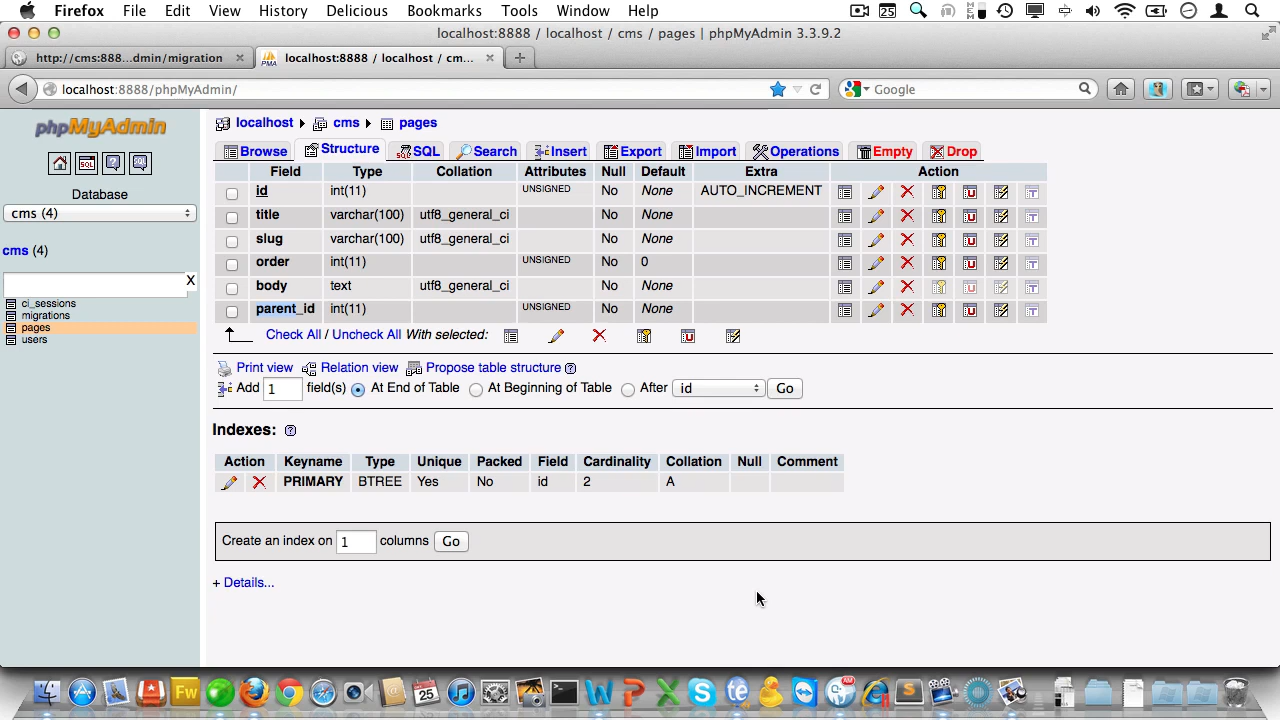 Firefox File Edit View History Delicious Bookmarks Tools Window Help
localhost:8888 / localhost / cms / pages | phpMyAdmin 3.3.9.2
http://cms:888...dmin/migration
localhost:8888 / localhost / cm...
localhost:8888/phpMyAdmin/
Google
phpMyAdmin
Database
cms (4)
cms (4)
X
ci_sessions
migrations
pages
users
localhost cms pages
Browse Structure SQL Search Insert Export Import Operations Empty Drop
Field Type Collation Attributes Null Default Extra Action
id int(11) UNSIGNED No None AUTO_INCREMENT
title varchar(100) utf8_general_ci No None
slug varchar(100) utf8_general_ci No None
order int(11) UNSIGNED No 0
body text utf8_general_ci No None
parent_id int(11) UNSIGNED No None
Check All / Uncheck All With selected:
Print view Relation view Propose table structure
Add 1 field(s) At End of Table At Beginning of Table After id Go
Indexes:
Action Keyname Type Unique Packed Field Cardinality Collation Null Comment
PRIMARY BTREE Yes No id 2 A
Create an index on 1 columns Go
+ Details...